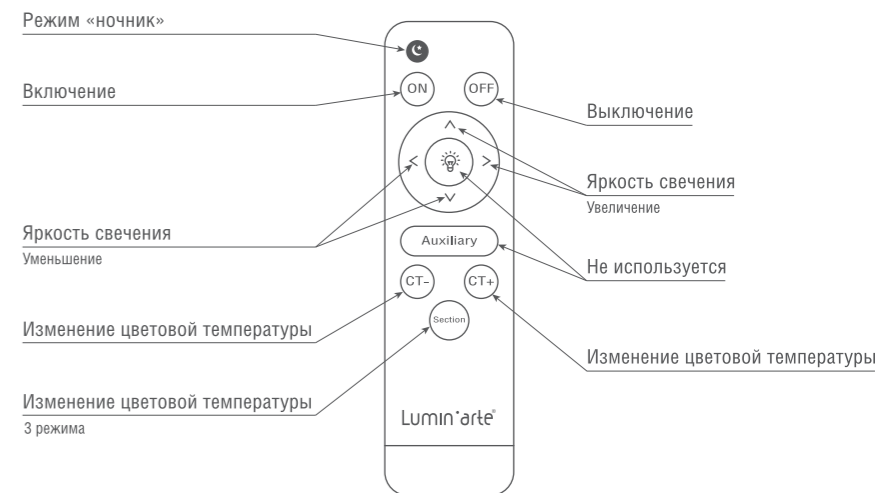 Режим «ночник»
Включение
ON
OFF
Выключение
Яркость свечения
Увеличение
Яркость свечения
Уменьшение
Auxiliary
Не используется
CT-
CT+
Изменение цветовой температуры
Section
Изменение цветовой температуры
Изменение цветовой температуры
3 режима
Lumin·arte®